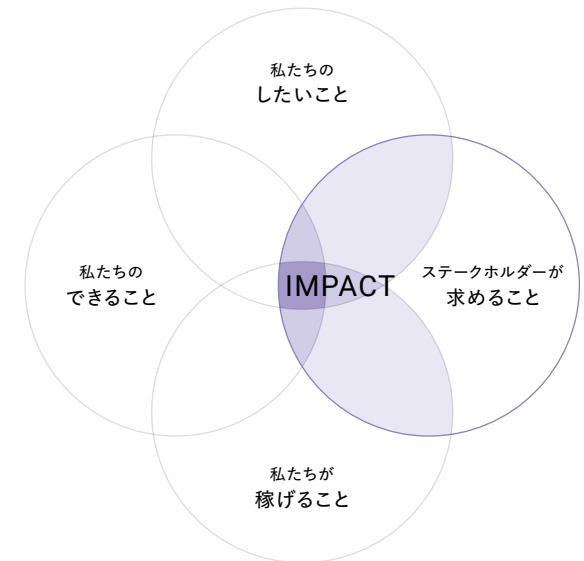 私たちの
したいこと
私たちの
できること
IMPACT
ステークホルダーが
求めること
私たちが
稼げること